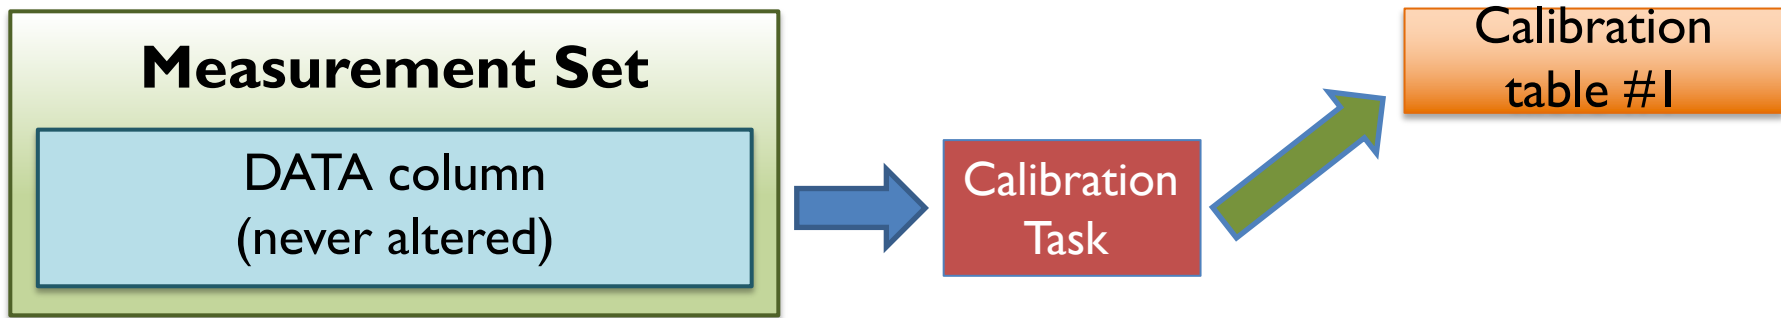 Measurement Set
DATA column
(never altered)
Calibration
Task
Calibration
table #1